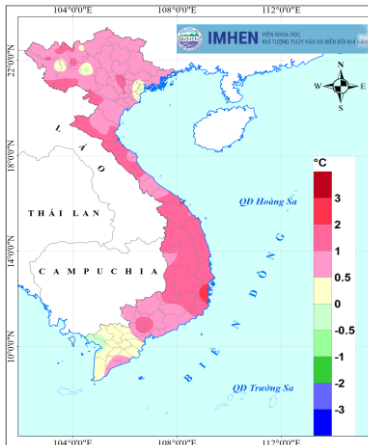 104°0'0"E 108°0'0"E 112°0'0"E
IMHEN VIỆN KHOA HỌC
KHÍ TƯỢNG THỦY VĂN VÀ BIẾN ĐỔI KHÍ HẬU
22°0'0"N
N
W E
S
LÀO
18°0'0"N
°C
3
QĐ Hoàng Sa
2
THÁI LAN
1
14°0'0"N
CAMPUCHIA
0.5
0
-0.5
10°0'0"N
-1
BIỂN ĐÔNG
-2
QĐ Trường Sa
-3
104°0'0"E 108°0'0"E 112°0'0"E